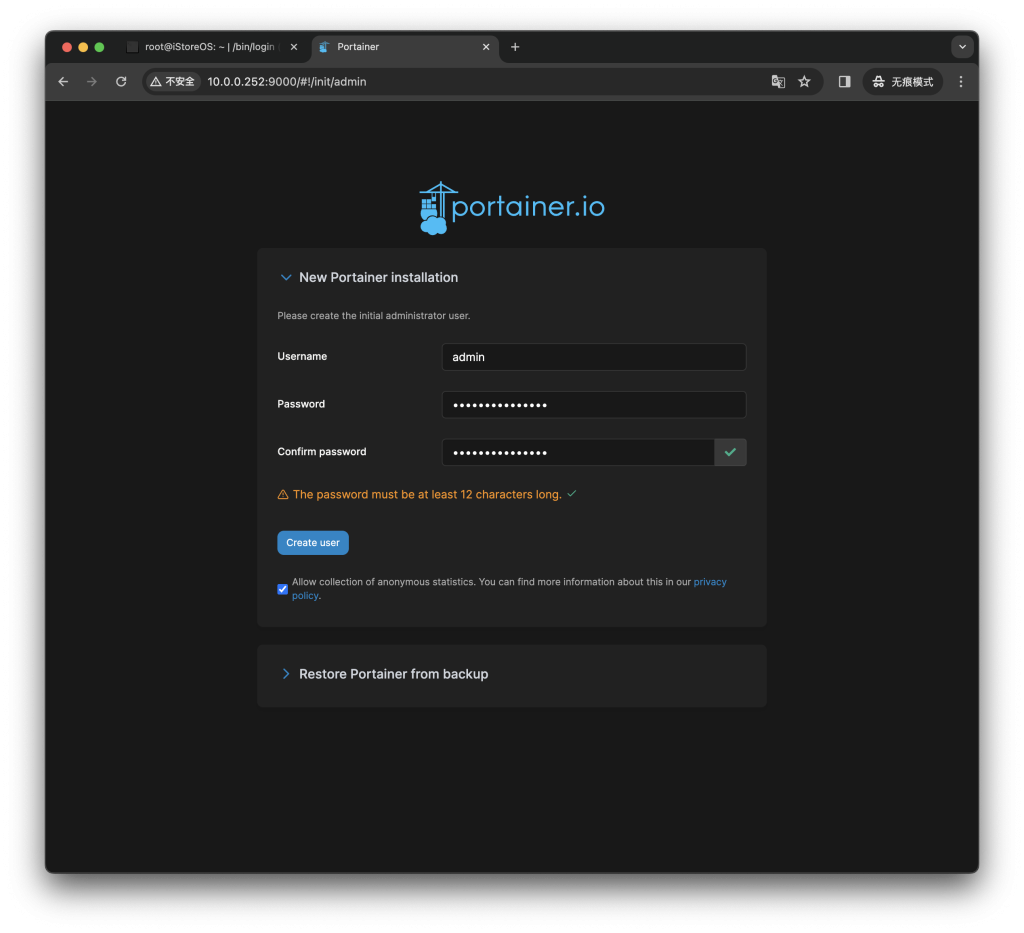 root@iStoreOS: ~ | /bin/login
Portainer
不安全
10.0.0.252:9000/#!/init/admin
无痕模式
portainer.io
New Portainer installation
Please create the initial administrator user.
Username
admin
Password
•••••••••••••••
Confirm password
•••••••••••••••
The password must be at least 12 characters long.
Create user
Allow collection of anonymous statistics. You can find more information about this in our privacy
policy.
Restore Portainer from backup